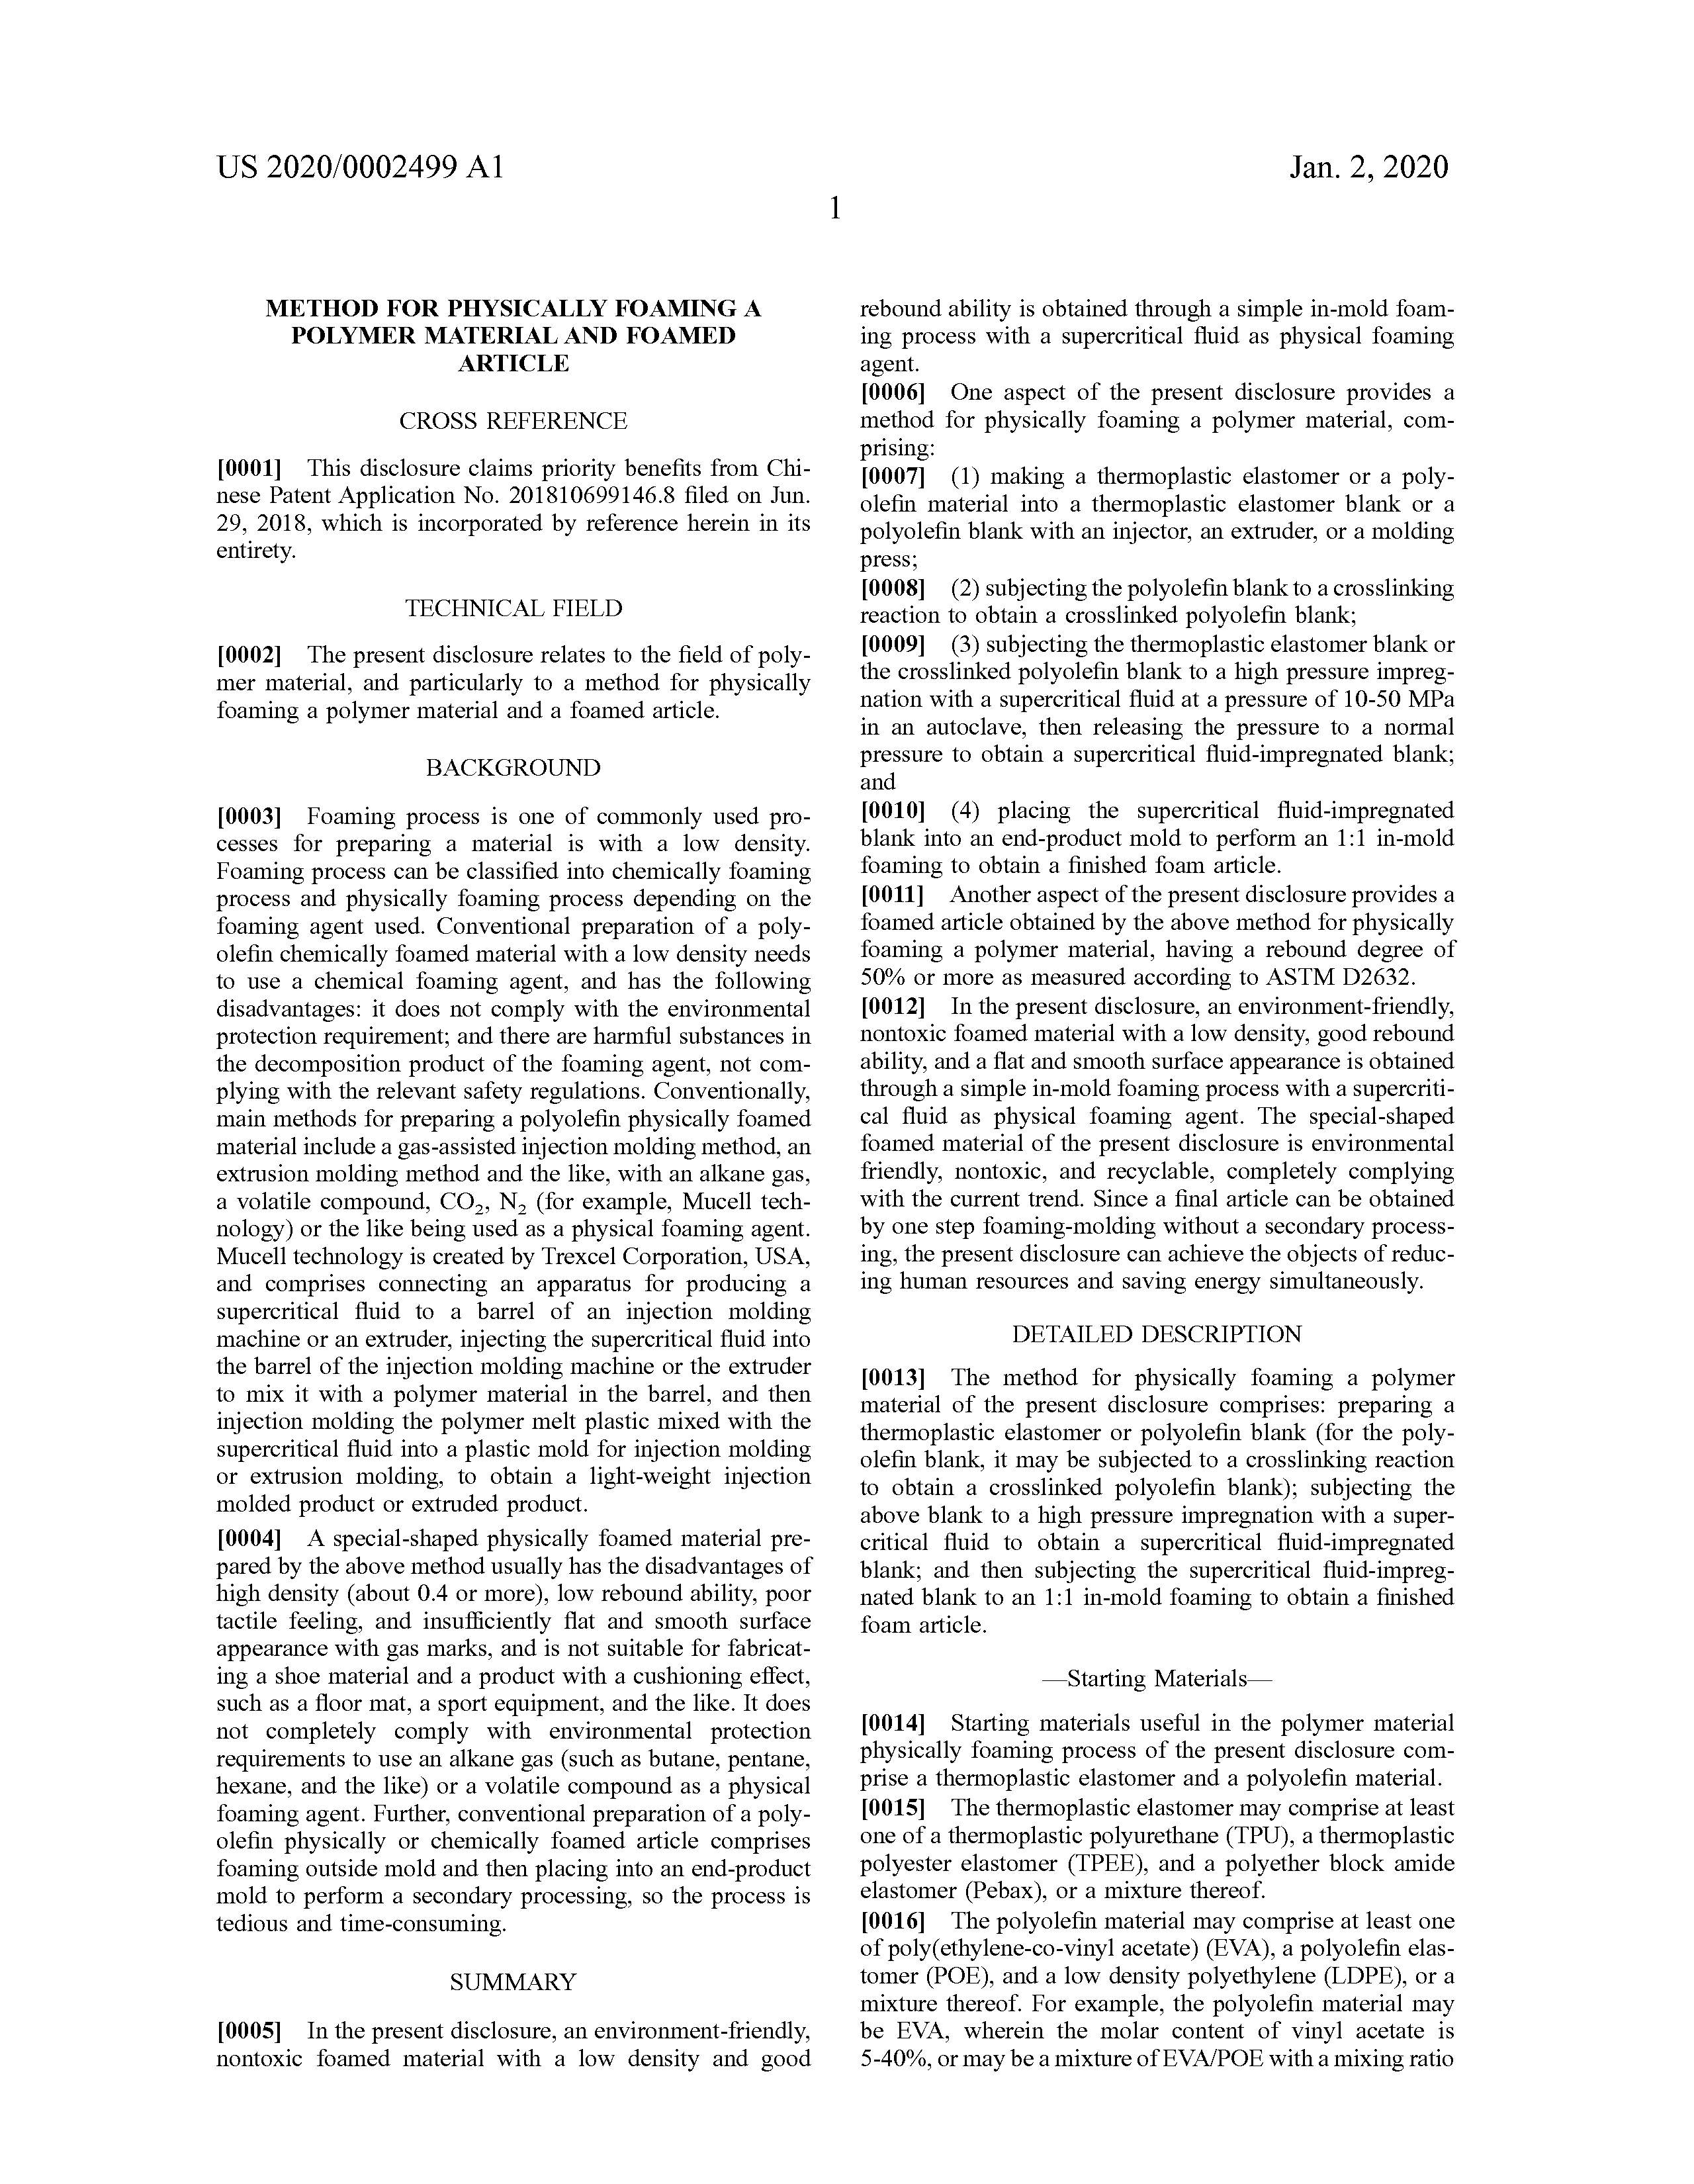 US 2020/0002499 A1
Jan. 2, 2020
1
METHOD FOR PHYSICALLY FOAMING A
POLYMER MATERIAL AND FOAMED
ARTICLE
CROSS REFERENCE
[0001] This disclosure claims priority benefits from Chi-
nese Patent Application No. 201810699146.8 filed on Jun.
29, 2018, which is incorporated by reference herein in its
entirety.
TECHNICAL FIELD
[0002] The present disclosure relates to the field of poly-
mer material, and particularly to a method for physically
foaming a polymer material and a foamed article.
BACKGROUND
[0003] Foaming process is one of commonly used pro-
cesses for preparing a material is with a low density.
Foaming process can be classified into chemically foaming
process and physically foaming process depending on the
foaming agent used. Conventional preparation of a poly-
olefin chemically foamed material with a low density needs
to use a chemical foaming agent, and has the following
disadvantages: it does not comply with the environmental
protection requirement; and there are harmful substances in
the decomposition product of the foaming agent, not com-
plying with the relevant safety regulations. Conventionally,
main methods for preparing a polyolefin physically foamed
material include a gas-assisted injection molding method, an
extrusion molding method and the like, with an alkane gas,
a volatile compound, CO₂, N₂ (for example, Mucell tech-
nology) or the like being used as a physical foaming agent.
Mucell technology is created by Trexcel Corporation, USA,
and comprises connecting an apparatus for producing a
supercritical fluid to a barrel of an injection molding
machine or an extruder, injecting the supercritical fluid into
the barrel of the injection molding machine or the extruder
to mix it with a polymer material in the barrel, and then
injection molding the polymer melt plastic mixed with the
supercritical fluid into a plastic mold for injection molding
or extrusion molding, to obtain a light-weight injection
molded product or extruded product.
[0004] A special-shaped physically foamed material pre-
pared by the above method usually has the disadvantages of
high density (about 0.4 or more), low rebound ability, poor
tactile feeling, and insufficiently flat and smooth surface
appearance with gas marks, and is not suitable for fabricat-
ing a shoe material and a product with a cushioning effect,
such as a floor mat, a sport equipment, and the like. It does
not completely comply with environmental protection
requirements to use an alkane gas (such as butane, pentane,
hexane, and the like) or a volatile compound as a physical
foaming agent. Further, conventional preparation of a poly-
olefin physically or chemically foamed article comprises
foaming outside mold and then placing into an end-product
mold to perform a secondary processing, so the process is
tedious and time-consuming.
SUMMARY
[0005] In the present disclosure, an environment-friendly,
nontoxic foamed material with a low density and good
rebound ability is obtained through a simple in-mold foam-
ing process with a supercritical fluid as physical foaming
agent.
[0006] One aspect of the present disclosure provides a
method for physically foaming a polymer material, com-
prising:
[0007] (1) making a thermoplastic elastomer or a poly-
olefin material into a thermoplastic elastomer blank or a
polyolefin blank with an injector, an extruder, or a molding
press;
[0008] (2) subjecting the polyolefin blank to a crosslinking
reaction to obtain a crosslinked polyolefin blank;
[0009] (3) subjecting the thermoplastic elastomer blank or
the crosslinked polyolefin blank to a high pressure impreg-
nation with a supercritical fluid at a pressure of 10-50 MPa
in an autoclave, then releasing the pressure to a normal
pressure to obtain a supercritical fluid-impregnated blank;
and
[0010] (4) placing the supercritical fluid-impregnated
blank into an end-product mold to perform an 1:1 in-mold
foaming to obtain a finished foam article.
[0011] Another aspect of the present disclosure provides a
foamed article obtained by the above method for physically
foaming a polymer material, having a rebound degree of
50% or more as measured according to ASTM D2632.
[0012] In the present disclosure, an environment-friendly,
nontoxic foamed material with a low density, good rebound
ability, and a flat and smooth surface appearance is obtained
through a simple in-mold foaming process with a supercriti-
cal fluid as physical foaming agent. The special-shaped
foamed material of the present disclosure is environmental
friendly, nontoxic, and recyclable, completely complying
with the current trend. Since a final article can be obtained
by one step foaming-molding without a secondary process-
ing, the present disclosure can achieve the objects of reduc-
ing human resources and saving energy simultaneously.
DETAILED DESCRIPTION
[0013] The method for physically foaming a polymer
material of the present disclosure comprises: preparing a
thermoplastic elastomer or polyolefin blank (for the poly-
olefin blank, it may be subjected to a crosslinking reaction
to obtain a crosslinked polyolefin blank); subjecting the
above blank to a high pressure impregnation with a super-
critical fluid to obtain a supercritical fluid-impregnated
blank; and then subjecting the supercritical fluid-impreg-
nated blank to an 1:1 in-mold foaming to obtain a finished
foam article.
—Starting Materials—
[0014] Starting materials useful in the polymer material
physically foaming process of the present disclosure com-
prise a thermoplastic elastomer and a polyolefin material.
[0015] The thermoplastic elastomer may comprise at least
one of a thermoplastic polyurethane (TPU), a thermoplastic
polyester elastomer (TPEE), and a polyether block amide
elastomer (Pebax), or a mixture thereof.
[0016] The polyolefin material may comprise at least one
of poly(ethylene-co-vinyl acetate) (EVA), a polyolefin elas-
tomer (POE), and a low density polyethylene (LDPE), or a
mixture thereof. For example, the polyolefin material may
be EVA, wherein the molar content of vinyl acetate is
5-40%, or may be a mixture of EVA/POE with a mixing ratio